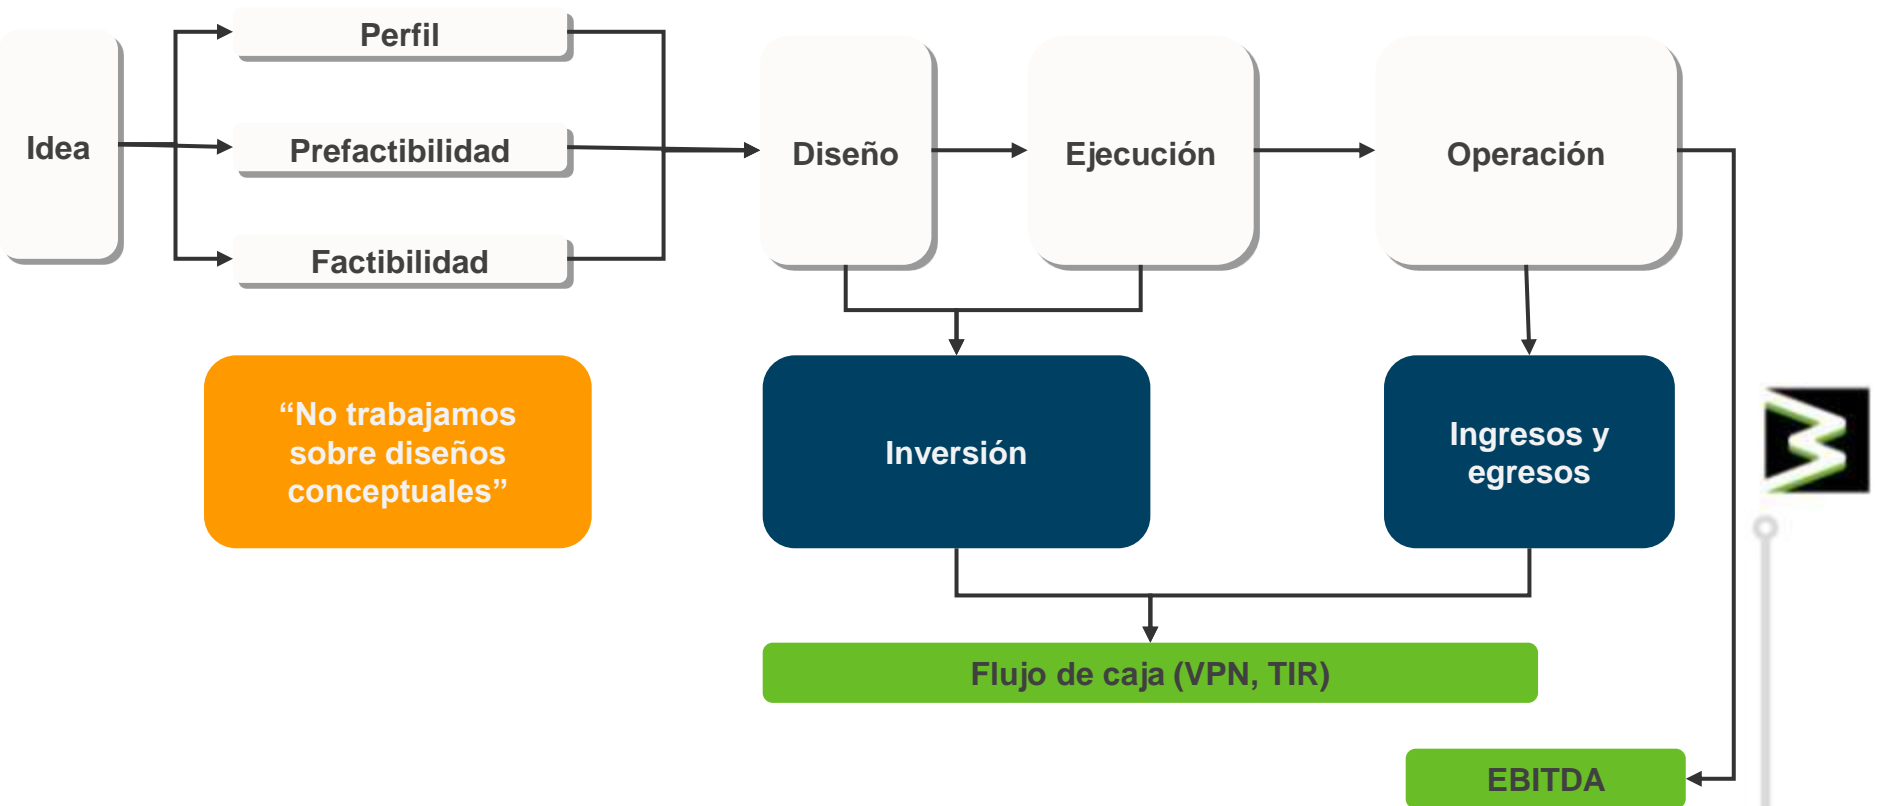 Perfil
Idea
Prefactibilidad
Factibilidad
Diseño
Ejecución
Operación
“No trabajamos
sobre diseños
conceptuales”
Inversión
Ingresos y
egresos
Flujo de caja (VPN, TIR)
EBITDA